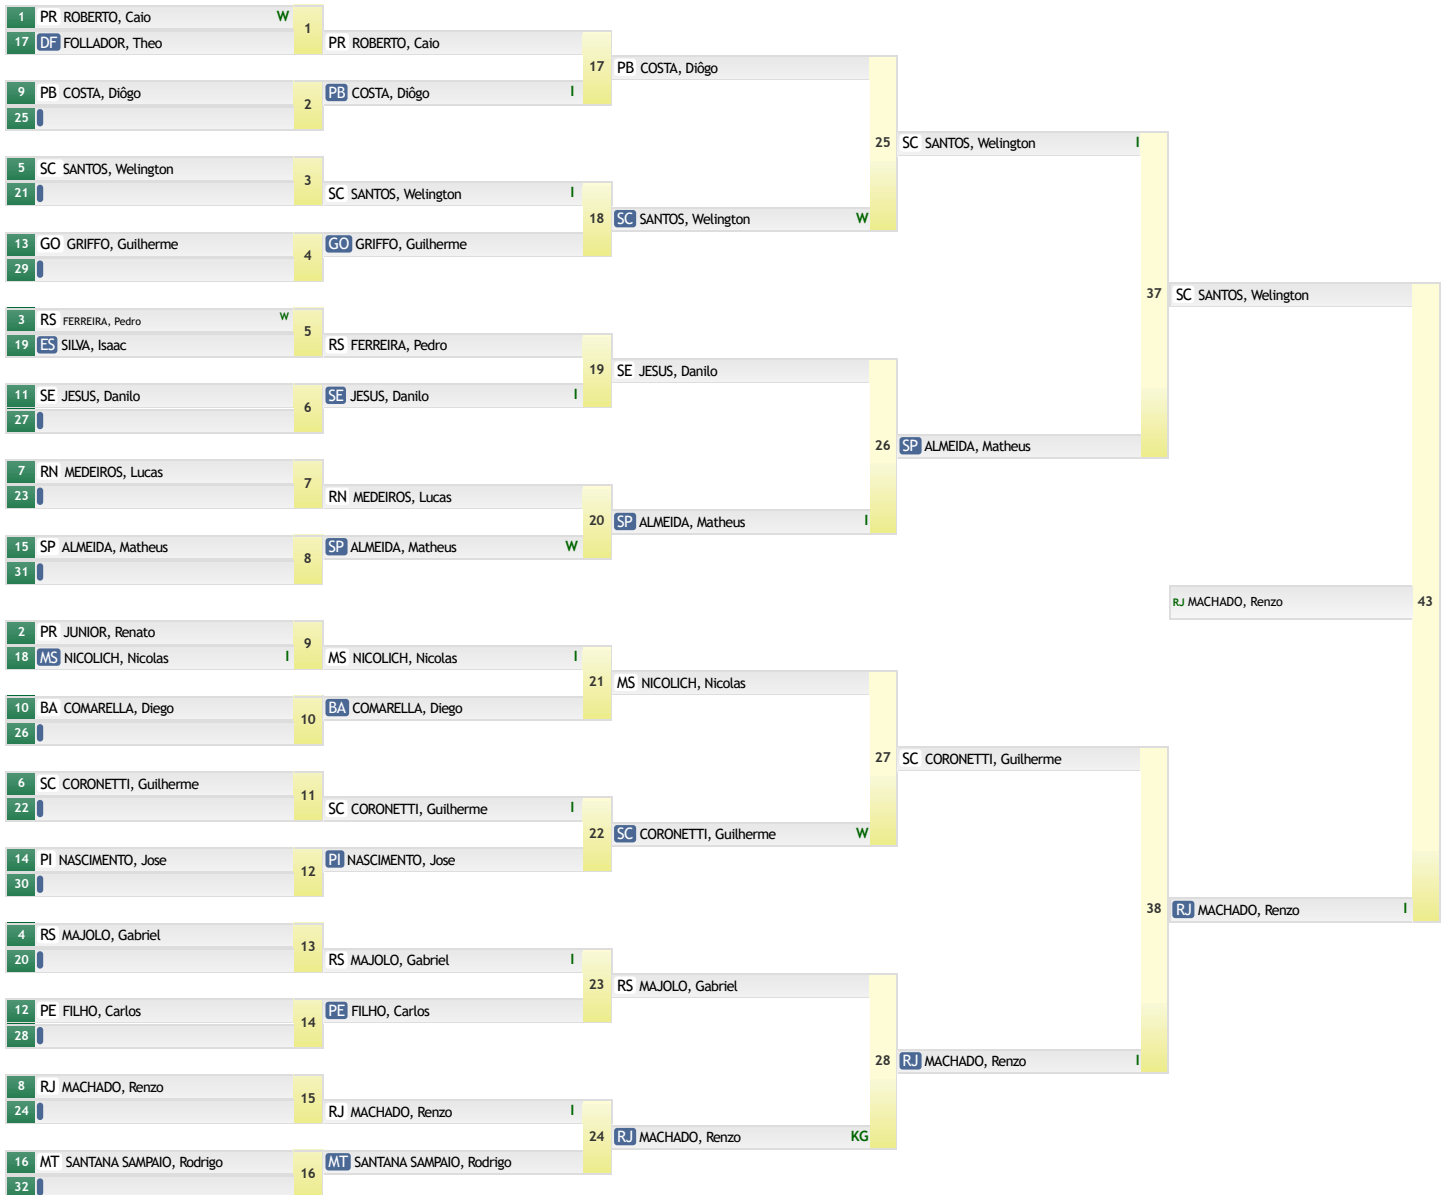 1 PR ROBERTO, Caio W
17 DF FOLLADOR, Theo
1
PR ROBERTO, Caio
9 PB COSTA, Diôgo
25
2
PB COSTA, Diôgo I
17
PB COSTA, Diôgo
5 SC SANTOS, Welington
21
3
SC SANTOS, Welington I
13 GO GRIFFO, Guilherme
29
4
GO GRIFFO, Guilherme
18
SC SANTOS, Welington W
25
SC SANTOS, Welington I
3 RS FERREIRA, Pedro W
19 ES SILVA, Isaac
5
RS FERREIRA, Pedro
11 SE JESUS, Danilo
27
6
SE JESUS, Danilo I
19
SE JESUS, Danilo
7 RN MEDEIROS, Lucas
23
7
RN MEDEIROS, Lucas
15 SP ALMEIDA, Matheus
31
8
SP ALMEIDA, Matheus W
20
SP ALMEIDA, Matheus I
26
SP ALMEIDA, Matheus
37
SC SANTOS, Welington
2 PR JUNIOR, Renato
18 MS NICOLICH, Nicolas I
9
MS NICOLICH, Nicolas I
10 BA COMARELLA, Diego
26
10
BA COMARELLA, Diego
21
MS NICOLICH, Nicolas
6 SC CORONETTI, Guilherme
22
11
SC CORONETTI, Guilherme I
14 PI NASCIMENTO, Jose
30
12
PI NASCIMENTO, Jose
22
SC CORONETTI, Guilherme W
27
SC CORONETTI, Guilherme
4 RS MAJOLO, Gabriel
20
13
RS MAJOLO, Gabriel I
12 PE FILHO, Carlos
28
14
PE FILHO, Carlos
23
RS MAJOLO, Gabriel
8 RJ MACHADO, Renzo
24
15
RJ MACHADO, Renzo I
16 MT SANTANA SAMPAIO, Rodrigo
32
16
MT SANTANA SAMPAIO, Rodrigo
24
RJ MACHADO, Renzo KG
28
RJ MACHADO, Renzo I
38
RJ MACHADO, Renzo I
43
RJ MACHADO, Renzo